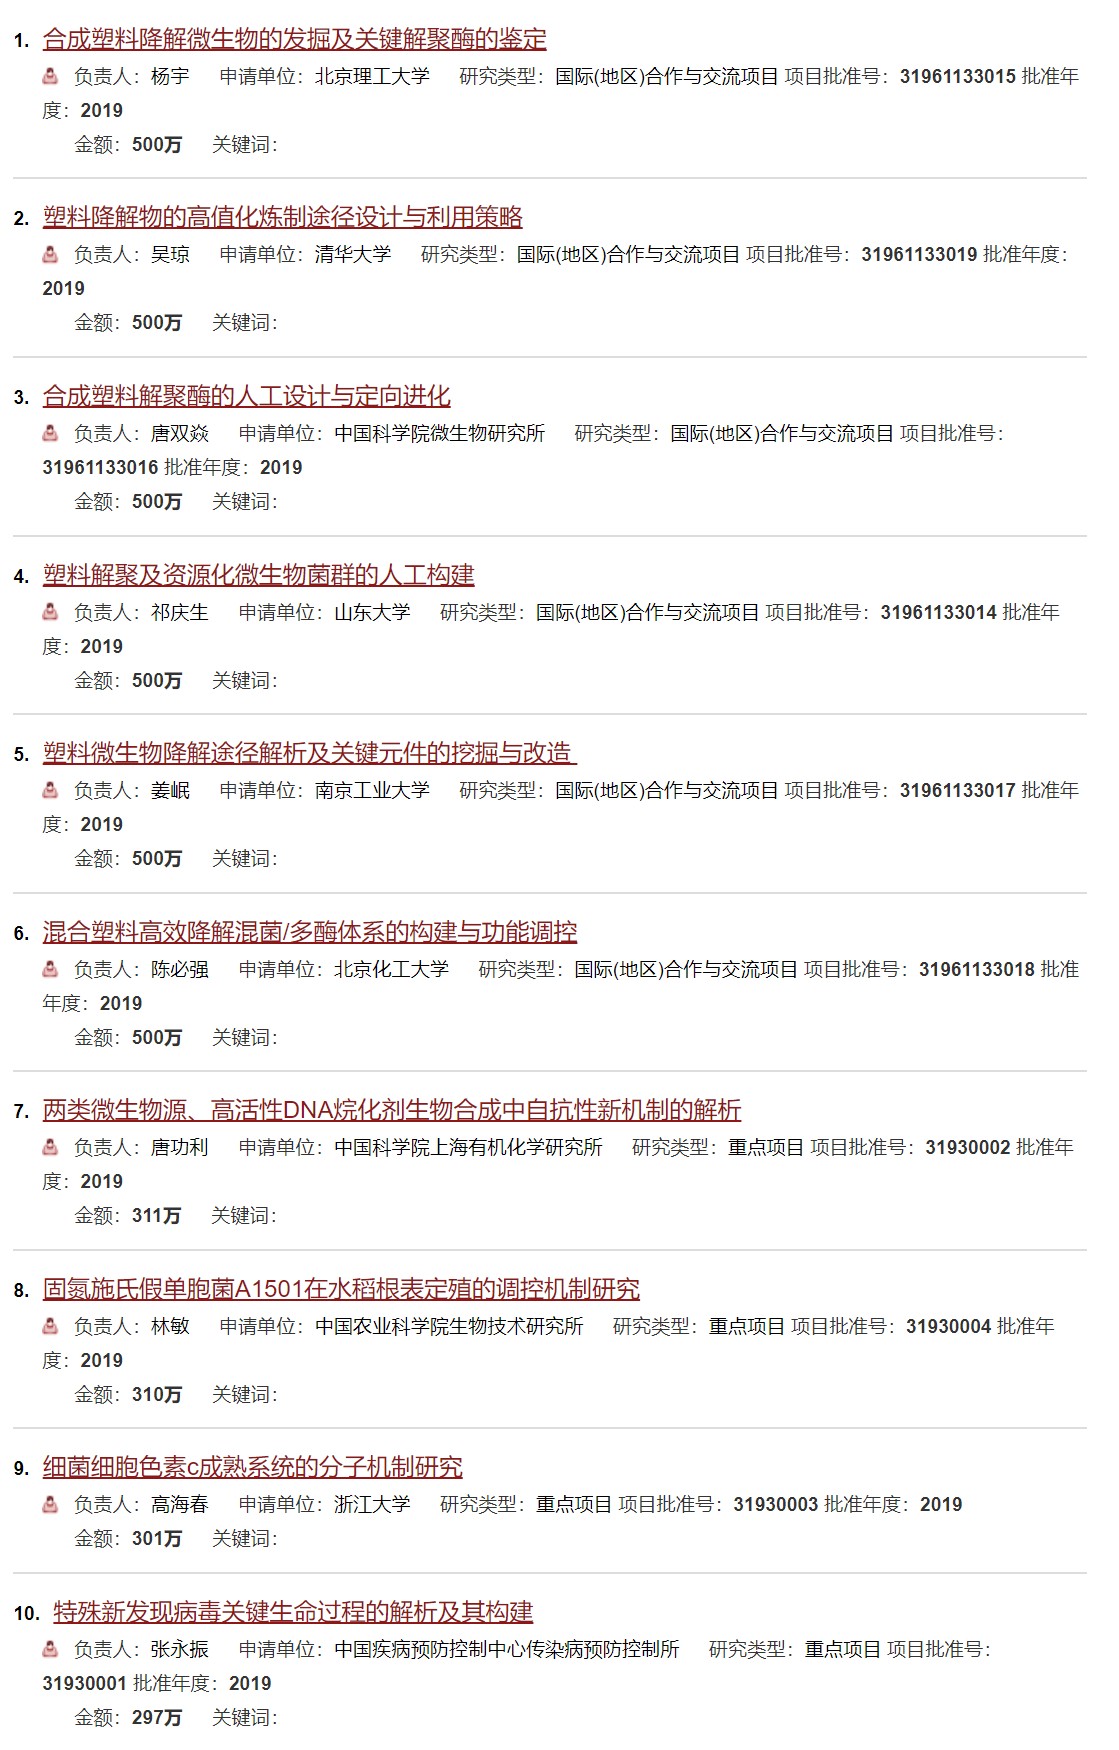 1. 合成塑料降解微生物的发掘及关键解聚酶的鉴定
负责人：杨宇 申请单位：北京理工大学 研究类型：国际(地区)合作与交流项目 项目批准号：31961133015 批准年
度：2019
金额：500万 关键词：
2. 塑料降解物的高值化炼制途径设计与利用策略
负责人：吴琼 申请单位：清华大学 研究类型：国际(地区)合作与交流项目 项目批准号：31961133019 批准年度：
2019
金额：500万 关键词：
3. 合成塑料解聚酶的人工设计与定向进化
负责人：唐双焱 申请单位：中国科学院微生物研究所 研究类型：国际(地区)合作与交流项目 项目批准号：
31961133016 批准年度：2019
金额：500万 关键词：
4. 塑料解聚及资源化微生物菌群的人工构建
负责人：祁庆生 申请单位：山东大学 研究类型：国际(地区)合作与交流项目 项目批准号：31961133014 批准年
度：2019
金额：500万 关键词：
5. 塑料微生物降解途径解析及关键元件的挖掘与改造
负责人：姜岷 申请单位：南京工业大学 研究类型：国际(地区)合作与交流项目 项目批准号：31961133017 批准年
度：2019
金额：500万 关键词：
6. 混合塑料高效降解混菌/多酶体系的构建与功能调控
负责人：陈必强 申请单位：北京化工大学 研究类型：国际(地区)合作与交流项目 项目批准号：31961133018 批准
年度：2019
金额：500万 关键词：
7. 两类微生物源、高活性DNA烷化剂生物合成中自抗性新机制的解析
负责人：唐功利 申请单位：中国科学院上海有机化学研究所 研究类型：重点项目 项目批准号：31930002 批准年
度：2019
金额：311万 关键词：
8. 固氮施氏假单胞菌A1501在水稻根表定殖的调控机制研究
负责人：林敏 申请单位：中国农业科学院生物技术研究所 研究类型：重点项目 项目批准号：31930004 批准年
度：2019
金额：310万 关键词：
9. 细菌细胞色素c成熟系统的分子机制研究
负责人：高海春 申请单位：浙江大学 研究类型：重点项目 项目批准号：31930003 批准年度：2019
金额：301万 关键词：
10. 特殊新发现病毒关键生命过程的解析及其构建
负责人：张永振 申请单位：中国疾病预防控制中心传染病预防控制所 研究类型：重点项目 项目批准号：
31930001 批准年度：2019
金额：297万 关键词：